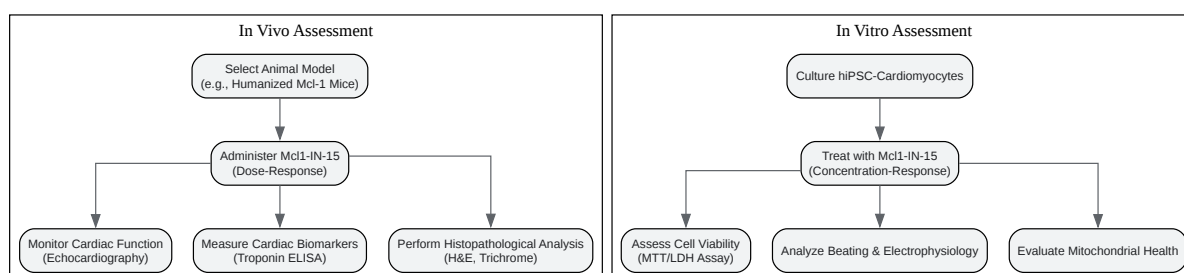 In Vivo Assessment
Select Animal Model
(e.g., Humanized Mcl-1 Mice)
Administer Mcl1-IN-15
(Dose-Response)
Monitor Cardiac Function
(Echocardiography)
Measure Cardiac Biomarkers
(Troponin ELISA)
Perform Histopathological Analysis
(H&E, Trichrome)
In Vitro Assessment
Culture hiPSC-Cardiomyocytes
Treat with Mcl1-IN-15
(Concentration-Response)
Assess Cell Viability
(MTT/LDH Assay)
Analyze Beating & Electrophysiology
Evaluate Mitochondrial Health